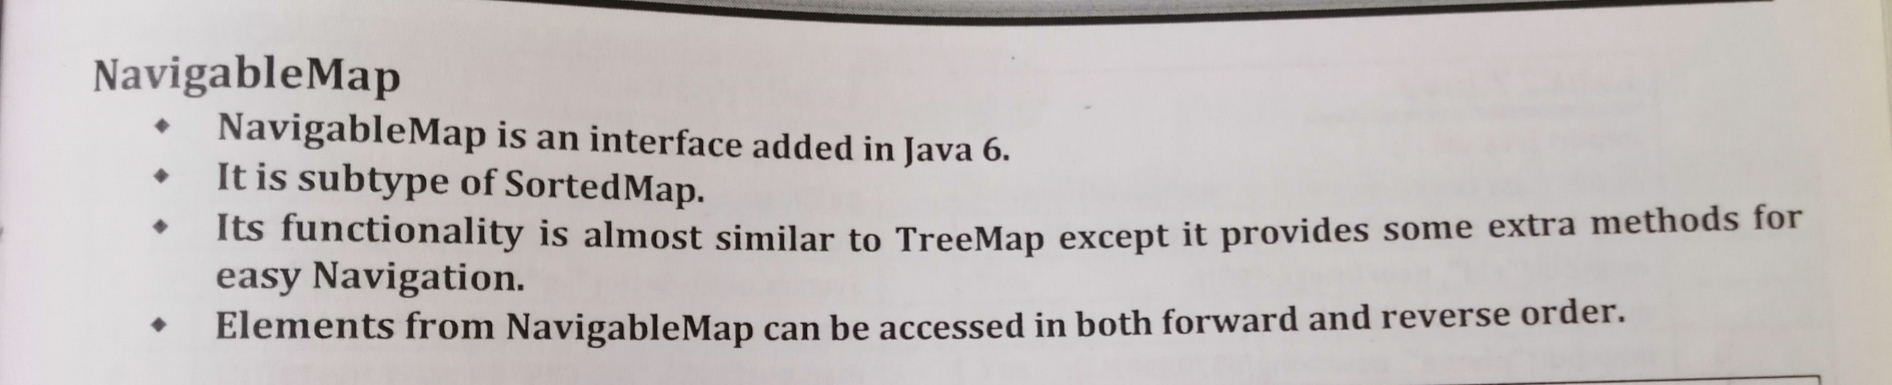 NavigableMap
◆ NavigableMap is an interface added in Java 6.
◆ It is subtype of SortedMap.
◆ Its functionality is almost similar to TreeMap except it provides some extra methods for
easy Navigation.
◆ Elements from NavigableMap can be accessed in both forward and reverse order.